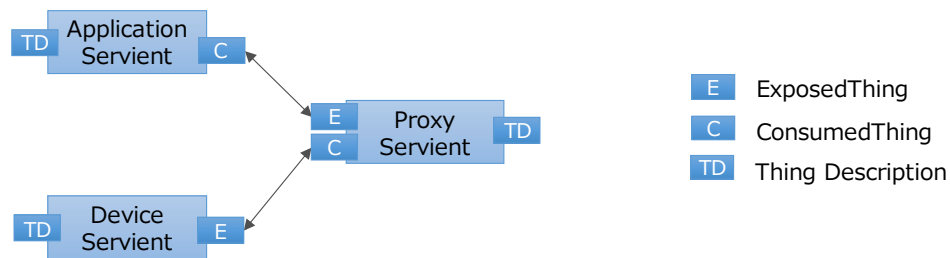 TD
Application
Servient
C
E
Proxy
Servient
C
TD
TD
Device
Servient
E
E ExposedThing
C ConsumedThing
TD Thing Description